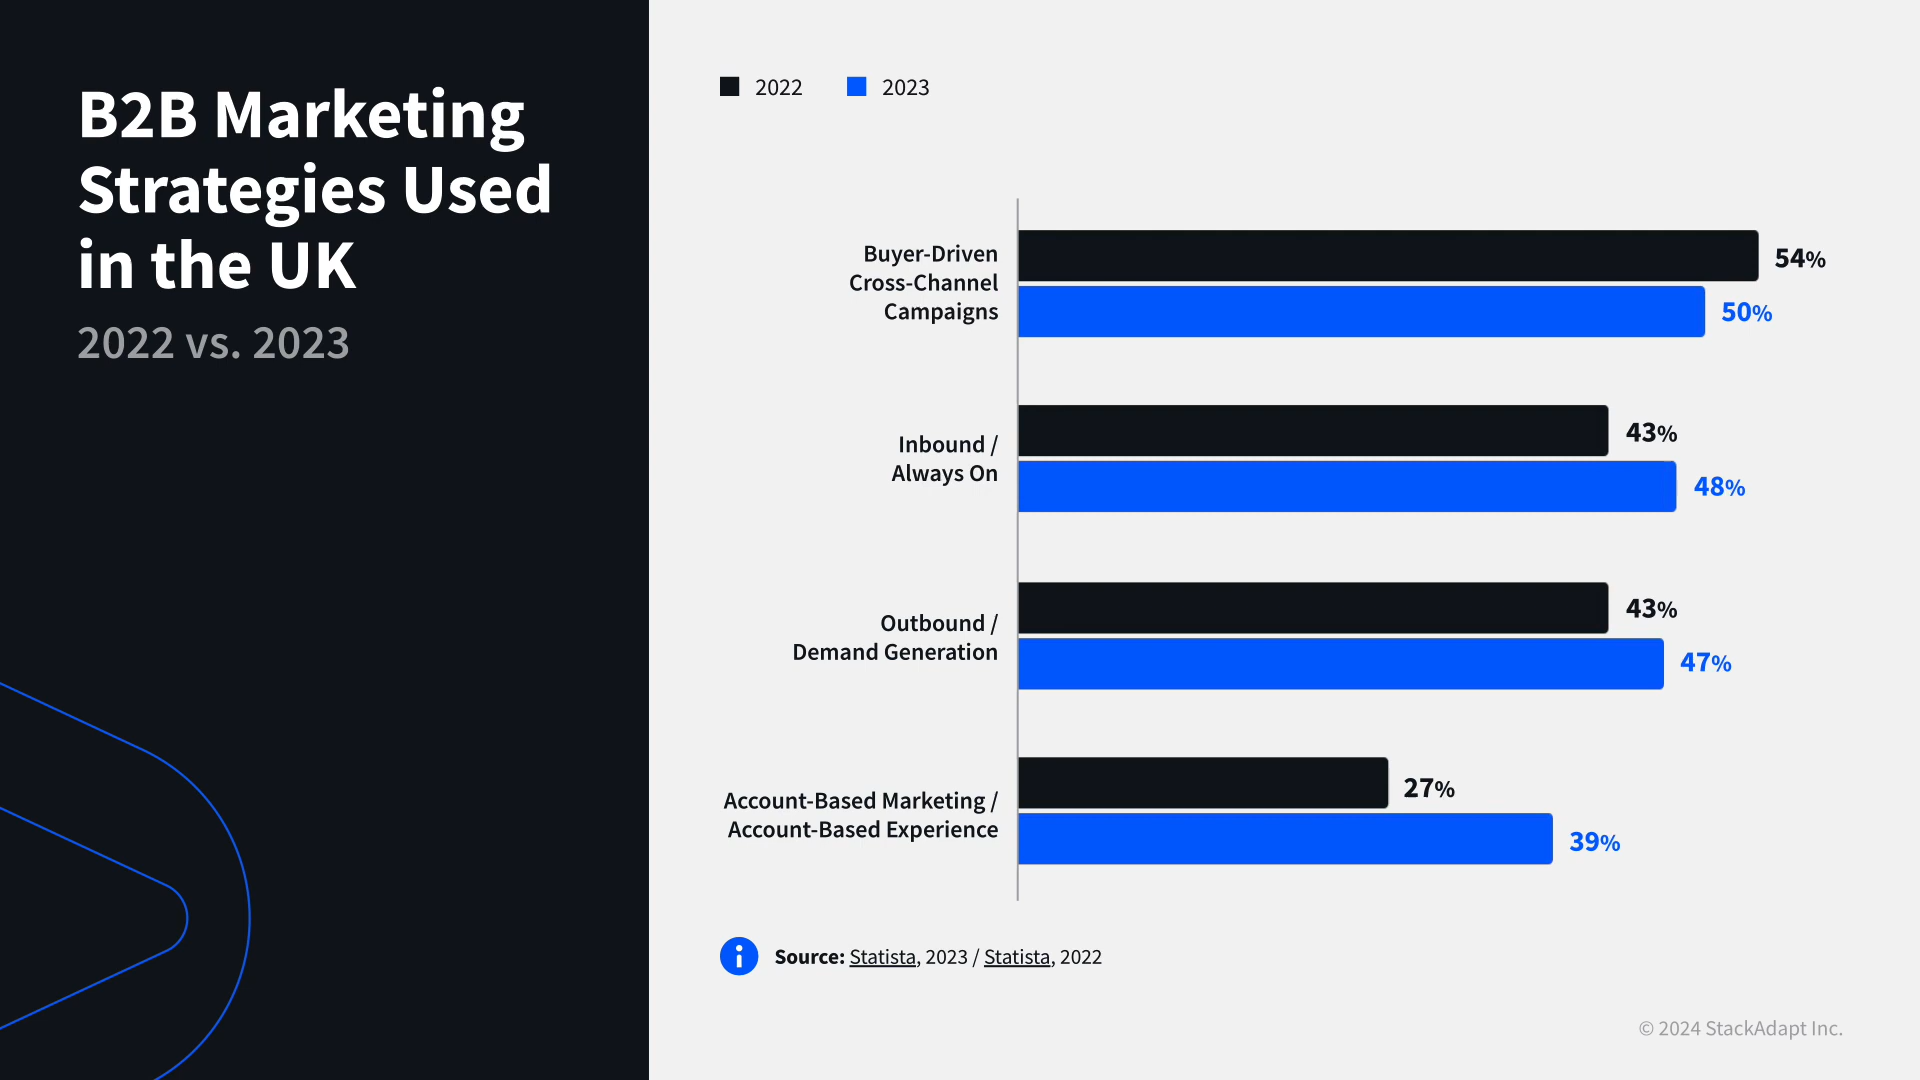 B2B Marketing
Strategies Used
in the UK
2022 vs. 2023
2022 2023
Buyer-Driven
Cross-Channel
Campaigns
54%
50%
Inbound /
Always On
43%
48%
Outbound /
Demand Generation
43%
47%
Account-Based Marketing /
Account-Based Experience
27%
39%
Source: Statista, 2023 / Statista, 2022
© 2024 StackAdapt Inc.